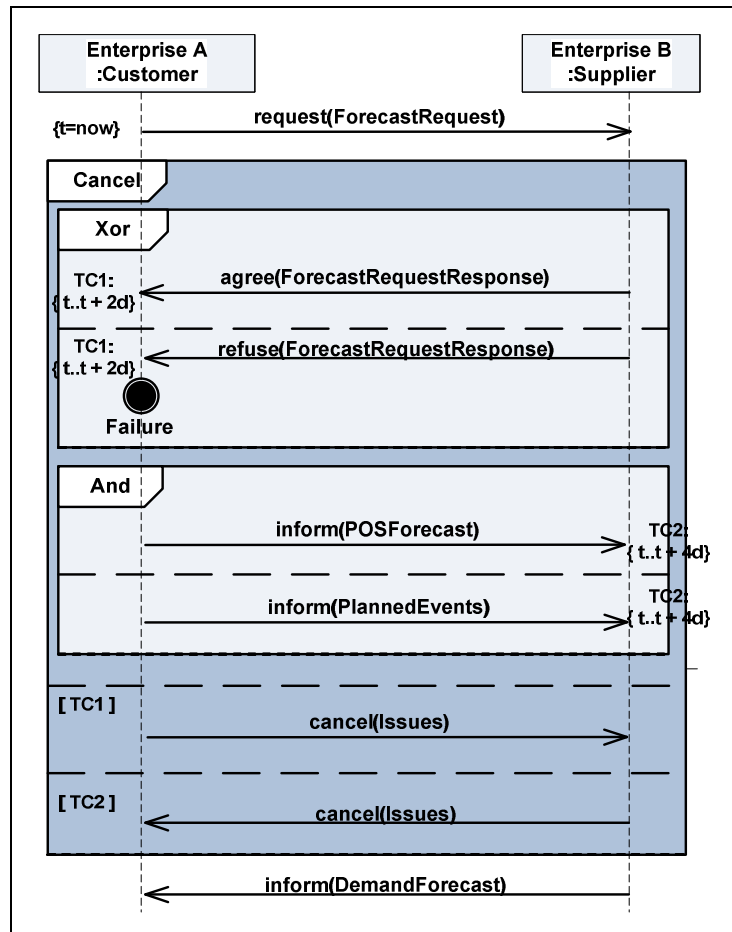 Enterprise A
:Customer
Enterprise B
:Supplier
{t=now}
request(ForecastRequest)
Cancel
Xor
TC1:
{ t..t + 2d}
agree(ForecastRequestResponse)
TC1:
{ t..t + 2d}
refuse(ForecastRequestResponse)
Failure
And
inform(POSForecast)
TC2:
{ t..t + 4d}
inform(PlannedEvents)
TC2:
{ t..t + 4d}
[ TC1 ]
cancel(Issues)
[ TC2 ]
cancel(Issues)
inform(DemandForecast)